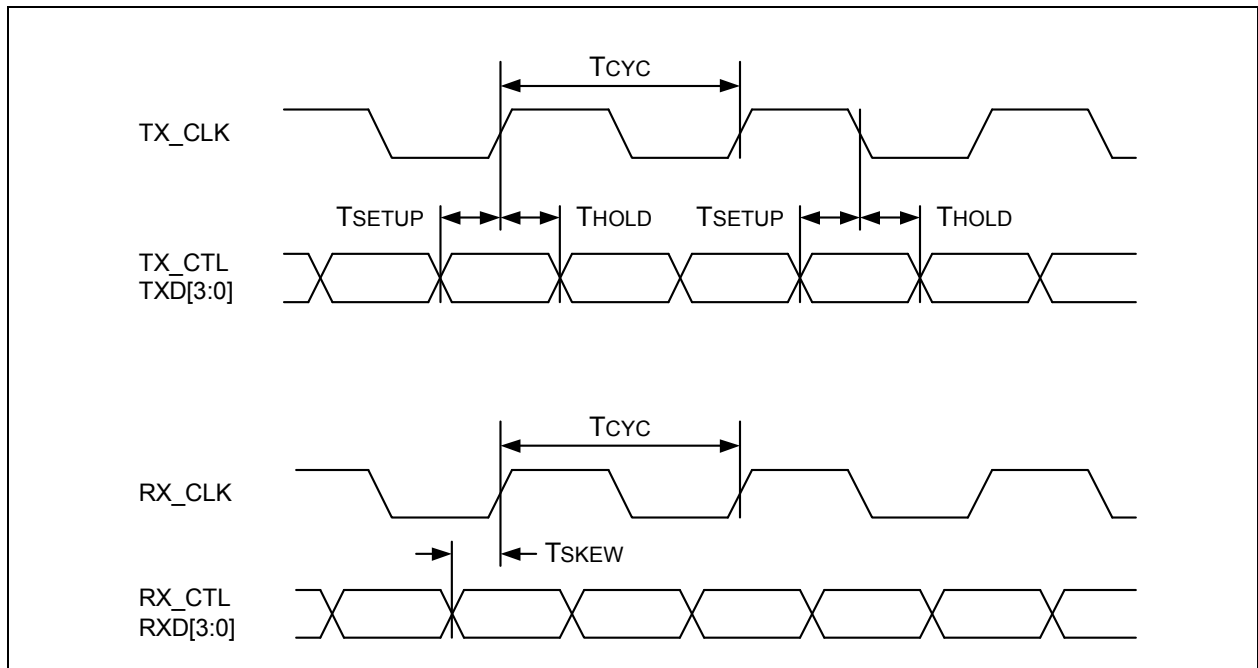 TCYC
TX_CLK
TSETUP THOLD TSETUP THOLD
TX_CTL
TXD[3:0]
TCYC
RX_CLK
TSKEW
RX_CTL
RXD[3:0]